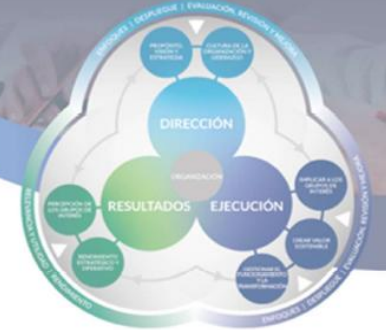 ENFOQUES | DESPLIEGUE | EVALUACIÓN, REVISIÓN Y MEJORA
PROPÓSITO,
VISIÓN Y
ESTRATEGIA
CULTURA DE LA
ORGANIZACIÓN Y
LIDERAZGO
DIRECCIÓN
ORGANIZACIÓN
RESULTADOS
EJECUCIÓN
PERCEPCIÓN DE
LOS GRUPOS DE
INTERÉS
RENDIMIENTO
ESTRATÉGICO Y
OPERATIVO
IMPLICAR A LOS
GRUPOS DE
INTERÉS
CREAR VALOR
SOSTENIBLE
GESTIONAR EL
FUNCIONAMIENTO
Y LA
TRANSFORMACIÓN
RELEVANCIA Y UTILIDAD | RENDIMIENTO
ENFOQUES | DESPLIEGUE | EVALUACIÓN, REVISIÓN Y MEJORA